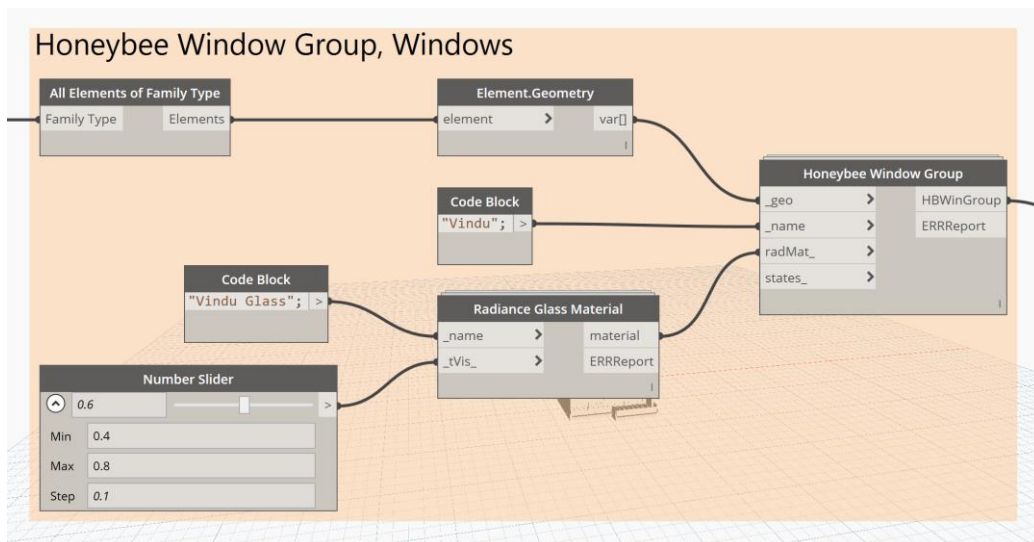 Honeybee Window Group, Windows
All Elements of Family Type
Family Type Elements
Element.Geometry
element > var[]
Honeybee Window Group
_geo > HBWinGroup
_name > ERRReport
radMat_ >
states_ >
Code Block
"Vindu"; >
Code Block
"Vindu Glass"; >
Radiance Glass Material
_name > material
_tVis_ > ERRReport
Number Slider
0.6 >
Min 0.4
Max 0.8
Step 0.1